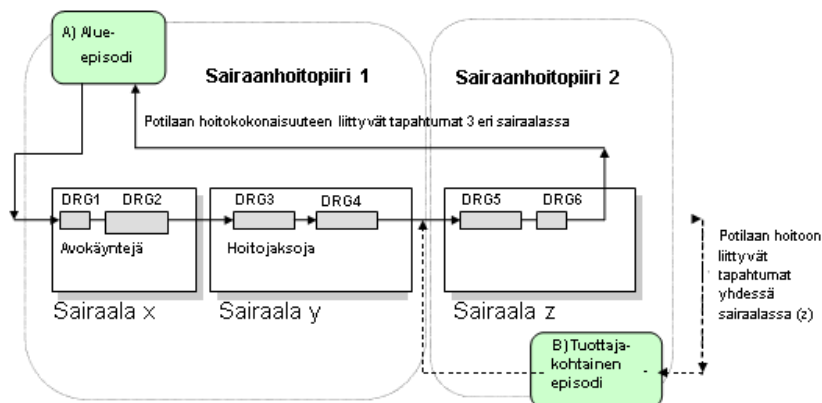 A) Alue-
episodi
Sairaanhoitopiiri 1
Sairaanhoitopiiri 2
Potilaan hoitokokonaisuuteen liittyvät tapahtumat 3 eri sairaalassa
DRG1 DRG2
DRG3 DRG4
DRG5 DRG6
Avokäyntejä
Hoitojaksoja
Sairaala x
Sairaala y
Sairaala z
Potilaan hoitoon
liittyvät
tapahtumat
yhdessä
sairaalassa (z)
B) Tuottaja-
kohtainen
episodi